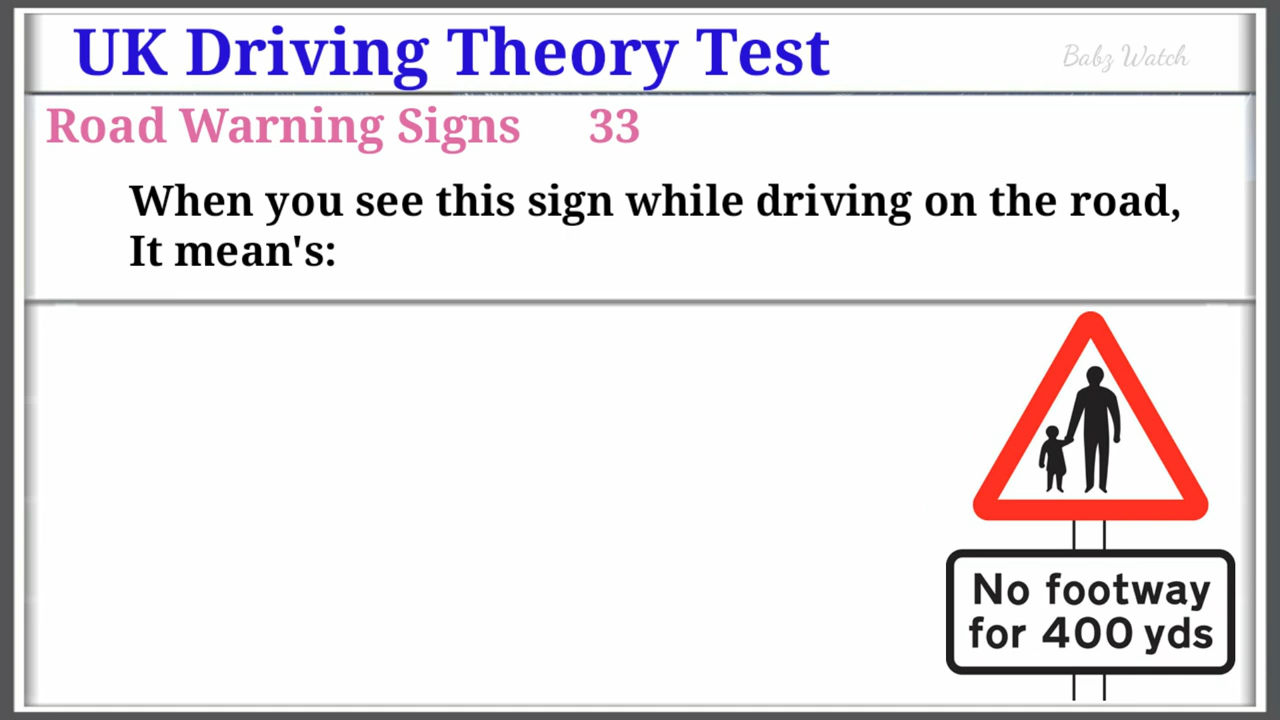 UK Driving Theory Test
Babz Watch
Road Warning Signs 33
When you see this sign while driving on the road,
It mean's:
No footway
for 400 yds